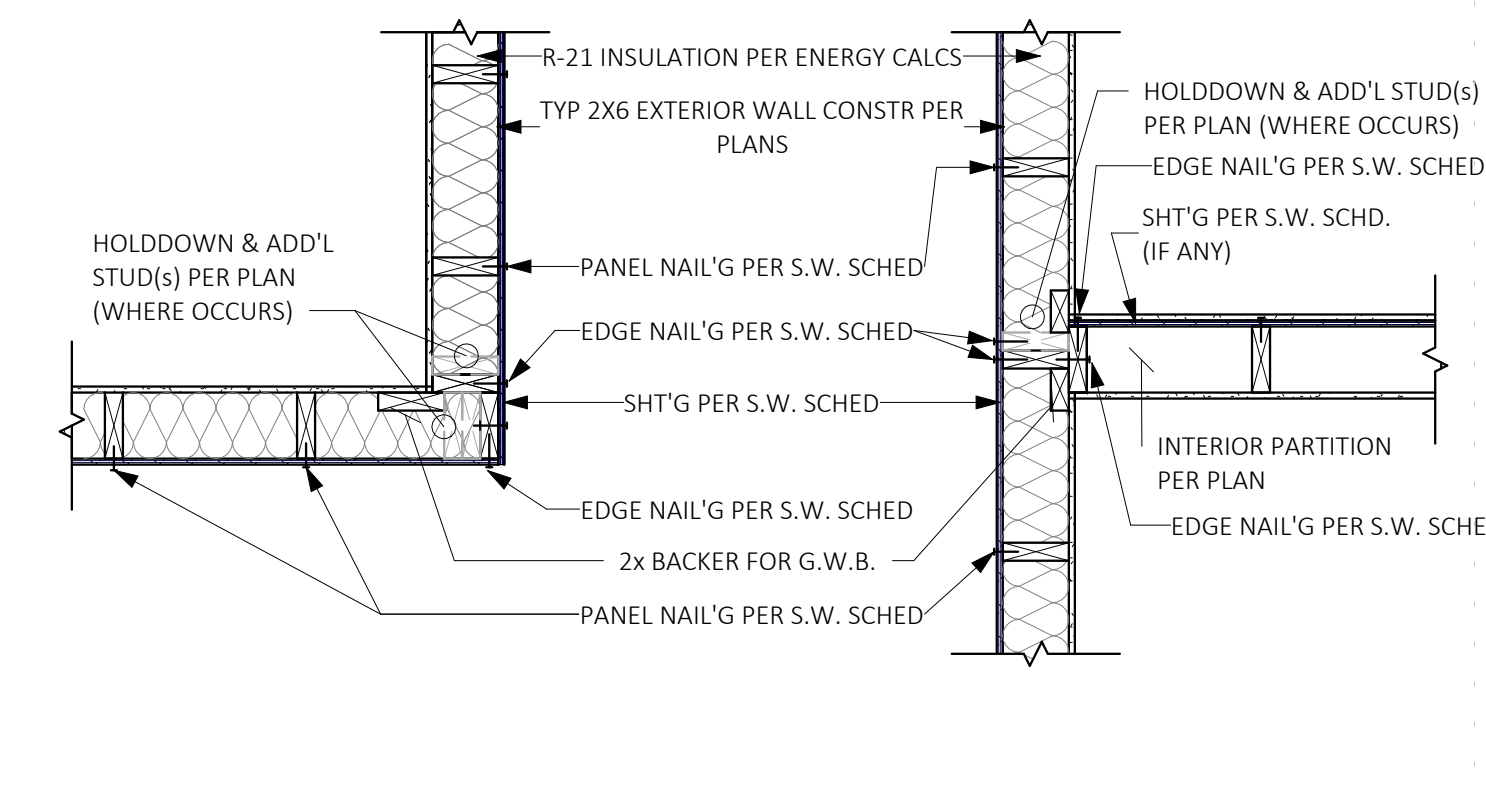 R-21 INSULATION PER ENERGY CALCS
TYP 2X6 EXTERIOR WALL CONSTR PER
PLANS
HOLDDOWN & ADD'L STUD(s)
PER PLAN (WHERE OCCURS)
EDGE NAIL'G PER S.W. SCHED
SHT'G PER S.W. SCHD.
(IF ANY)
HOLDDOWN & ADD'L
STUD(s) PER PLAN
(WHERE OCCURS)
PANEL NAIL'G PER S.W. SCHED
EDGE NAIL'G PER S.W. SCHED
SHT'G PER S.W. SCHED
INTERIOR PARTITION
PER PLAN
EDGE NAIL'G PER S.W. SCHED
EDGE NAIL'G PER S.W. SCHE
2x BACKER FOR G.W.B.
PANEL NAIL'G PER S.W. SCHED